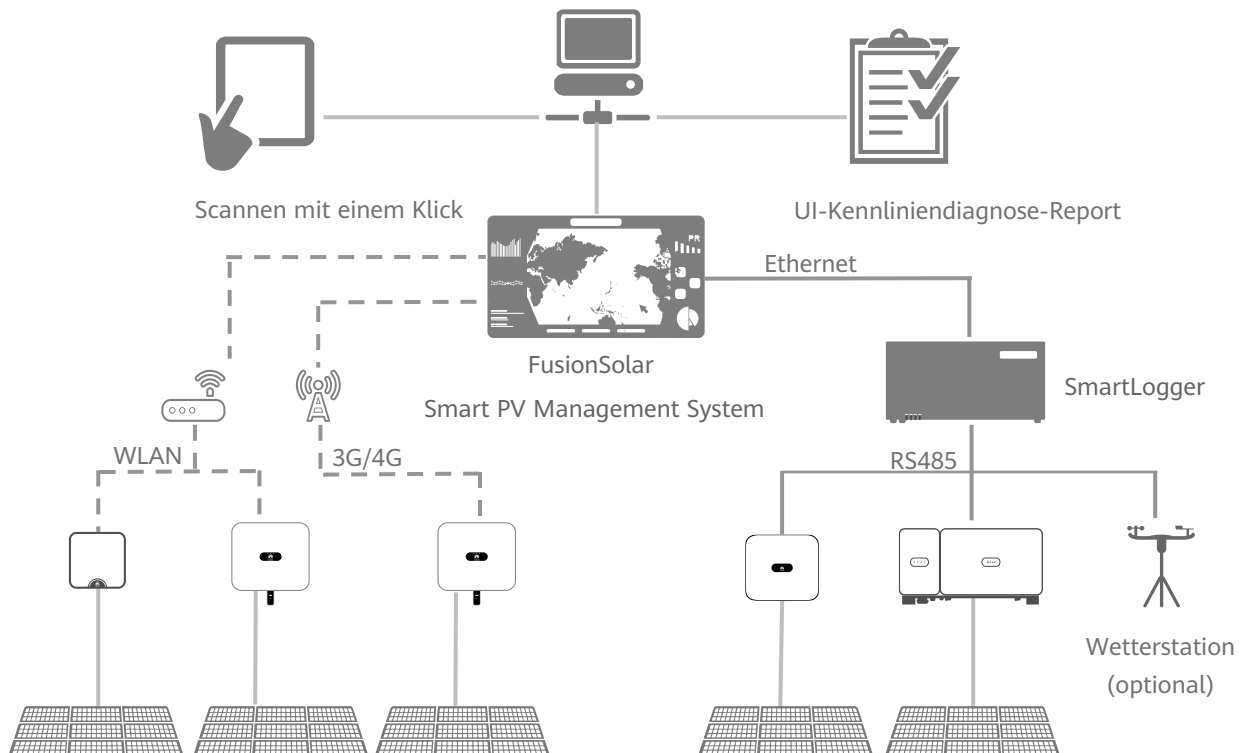 Scannen mit einem Klick
UI-Kennliniendiagnose-Report
PR
Ethernet
FusionSolar
Smart PV Management System
SmartLogger
WLAN
3G/4G
RS485
Wetterstation
(optional)